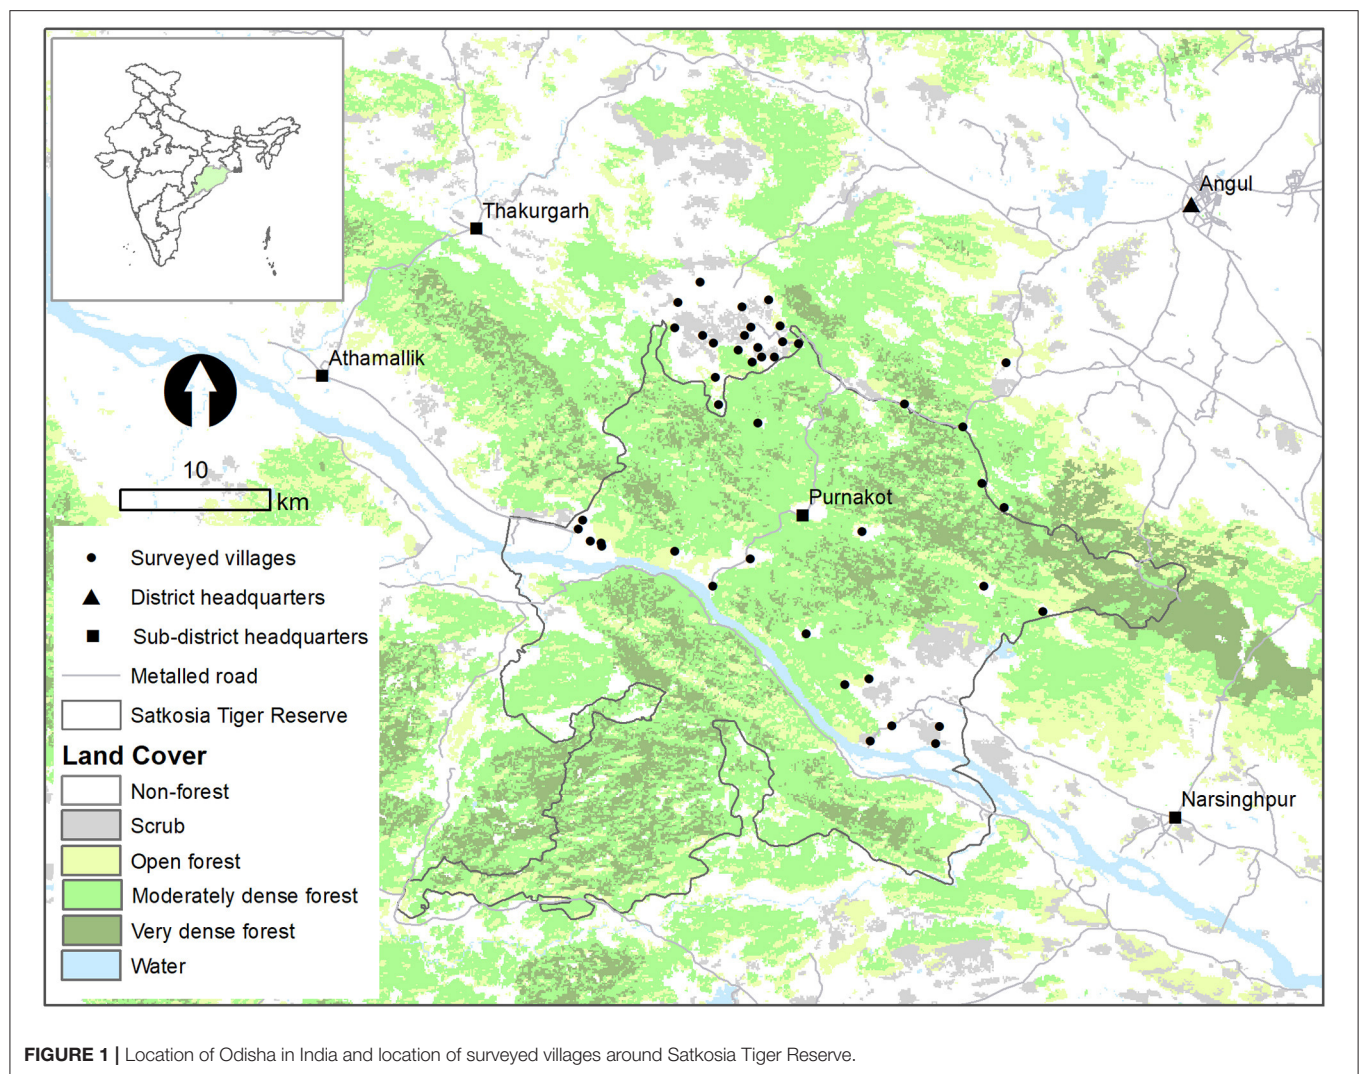 Thakurgarh
Angul
Athamallik
10
km
Purnakot
Narsinghpur
Surveyed villages
District headquarters
Sub-district headquarters
Metalled road
Satkosia Tiger Reserve
Land Cover
Non-forest
Scrub
Open forest
Moderately dense forest
Very dense forest
Water
FIGURE 1 | Location of Odisha in India and location of surveyed villages around Satkosia Tiger Reserve.